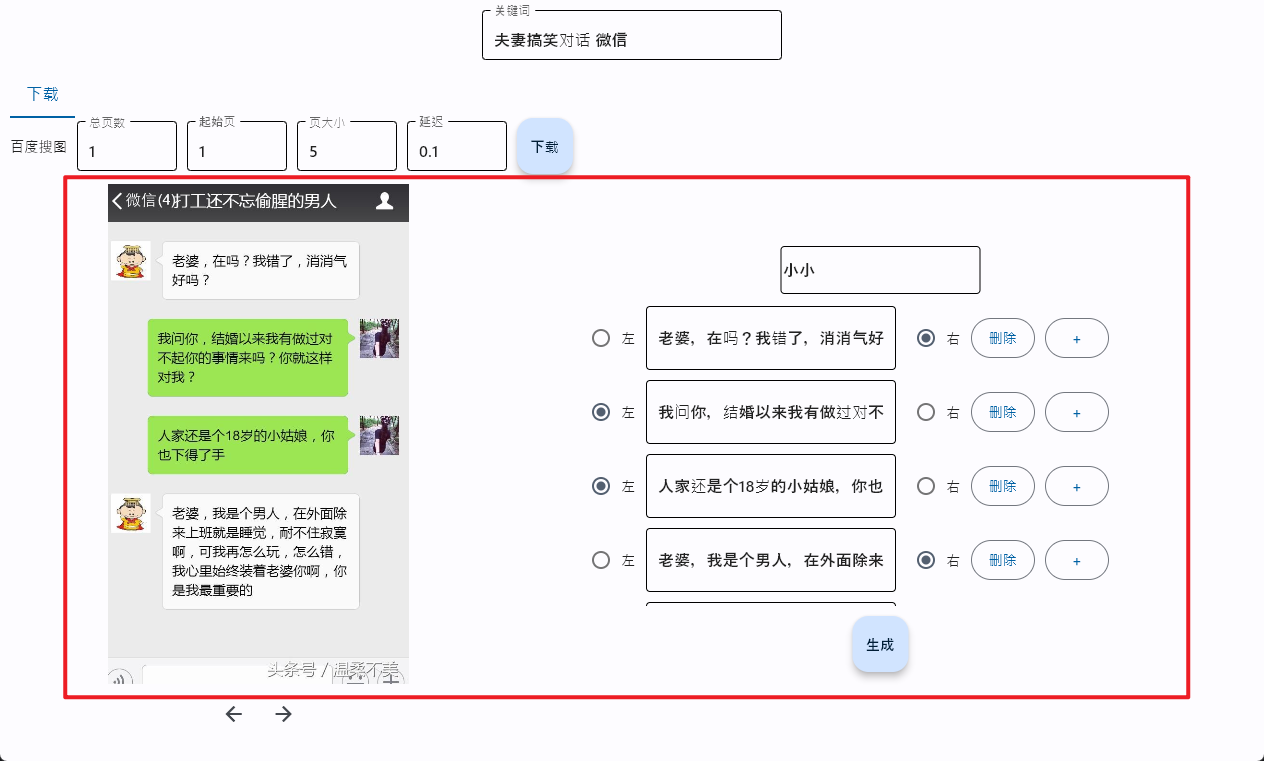 关键词
夫妻搞笑对话 微信
下载
百度搜图
总页数
1
起始页
1
页大小
5
延迟
0.1
下载
微信(4)打工还不忘偷腥的男人
老婆，在吗？我错了，消消气
好吗？
我问你，结婚以来我有做过对
不起你的事情来吗？你就这样
对我？
人家还是个18岁的小姑娘，你
也下得了手
老婆，我是个男人，在外面除
来上班就是睡觉，耐不住寂寞
啊，可我再怎么玩，怎么错，
我心里始终装着老婆你啊，你
是我最重要的
头条号 / 温柔不美
小小
左 老婆，在吗？我错了，消消气好 右 删除 +
左 我问你，结婚以来我有做过对不 右 删除 +
左 人家还是个18岁的小姑娘，你也 右 删除 +
左 老婆，我是个男人，在外面除来 右 删除 +
生成